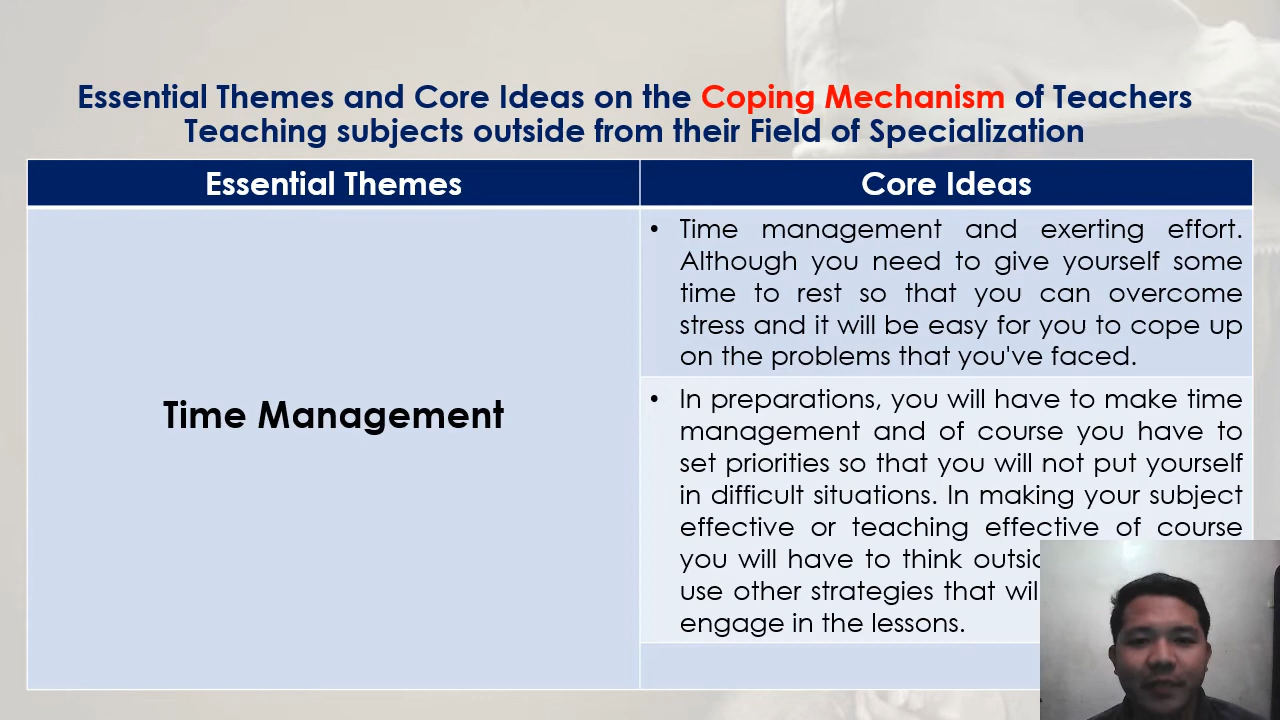 Essential Themes and Core Ideas on the Coping Mechanism of Teachers
Teaching subjects outside from their Field of Specialization
Essential Themes
Core Ideas
Time Management
• Time management and exerting effort.
Although you need to give yourself some
time to rest so that you can overcome
stress and it will be easy for you to cope up
on the problems that you've faced.
• In preparations, you will have to make time
management and of course you have to
set priorities so that you will not put yourself
in difficult situations. In making your subject
effective or teaching effective of course
you will have to think
use other strategies that
engage in the lessons.